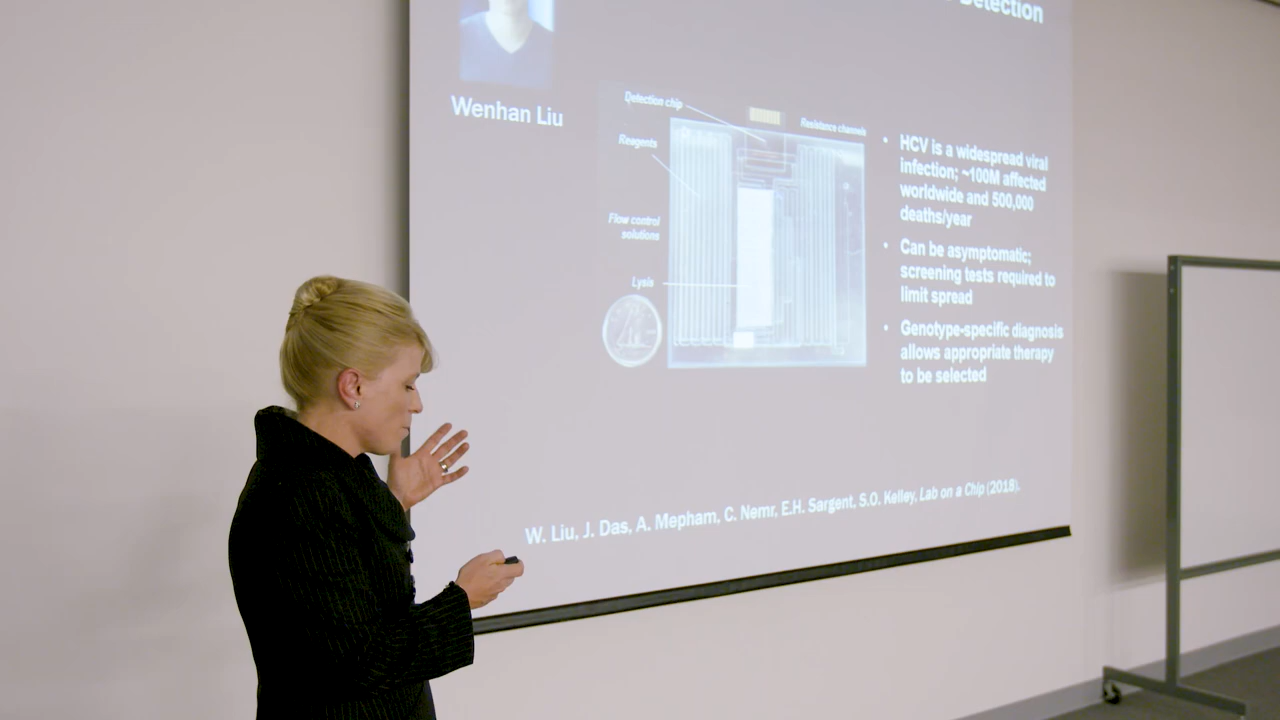 Detection
Wenhan Liu
Detection chip
Resistance channels
Reagents
Flow control
solutions
Lysis
• HCV is a widespread viral
infection; ~100M affected
worldwide and 500,000
deaths/year
• Can be asymptomatic;
screening tests required to
limit spread
• Genotype-specific diagnosis
allows appropriate therapy
to be selected
W. Liu, J. Das, A. Mepham, C. Nemr, E.H. Sargent, S.O. Kelley, Lab on a Chip (2018).